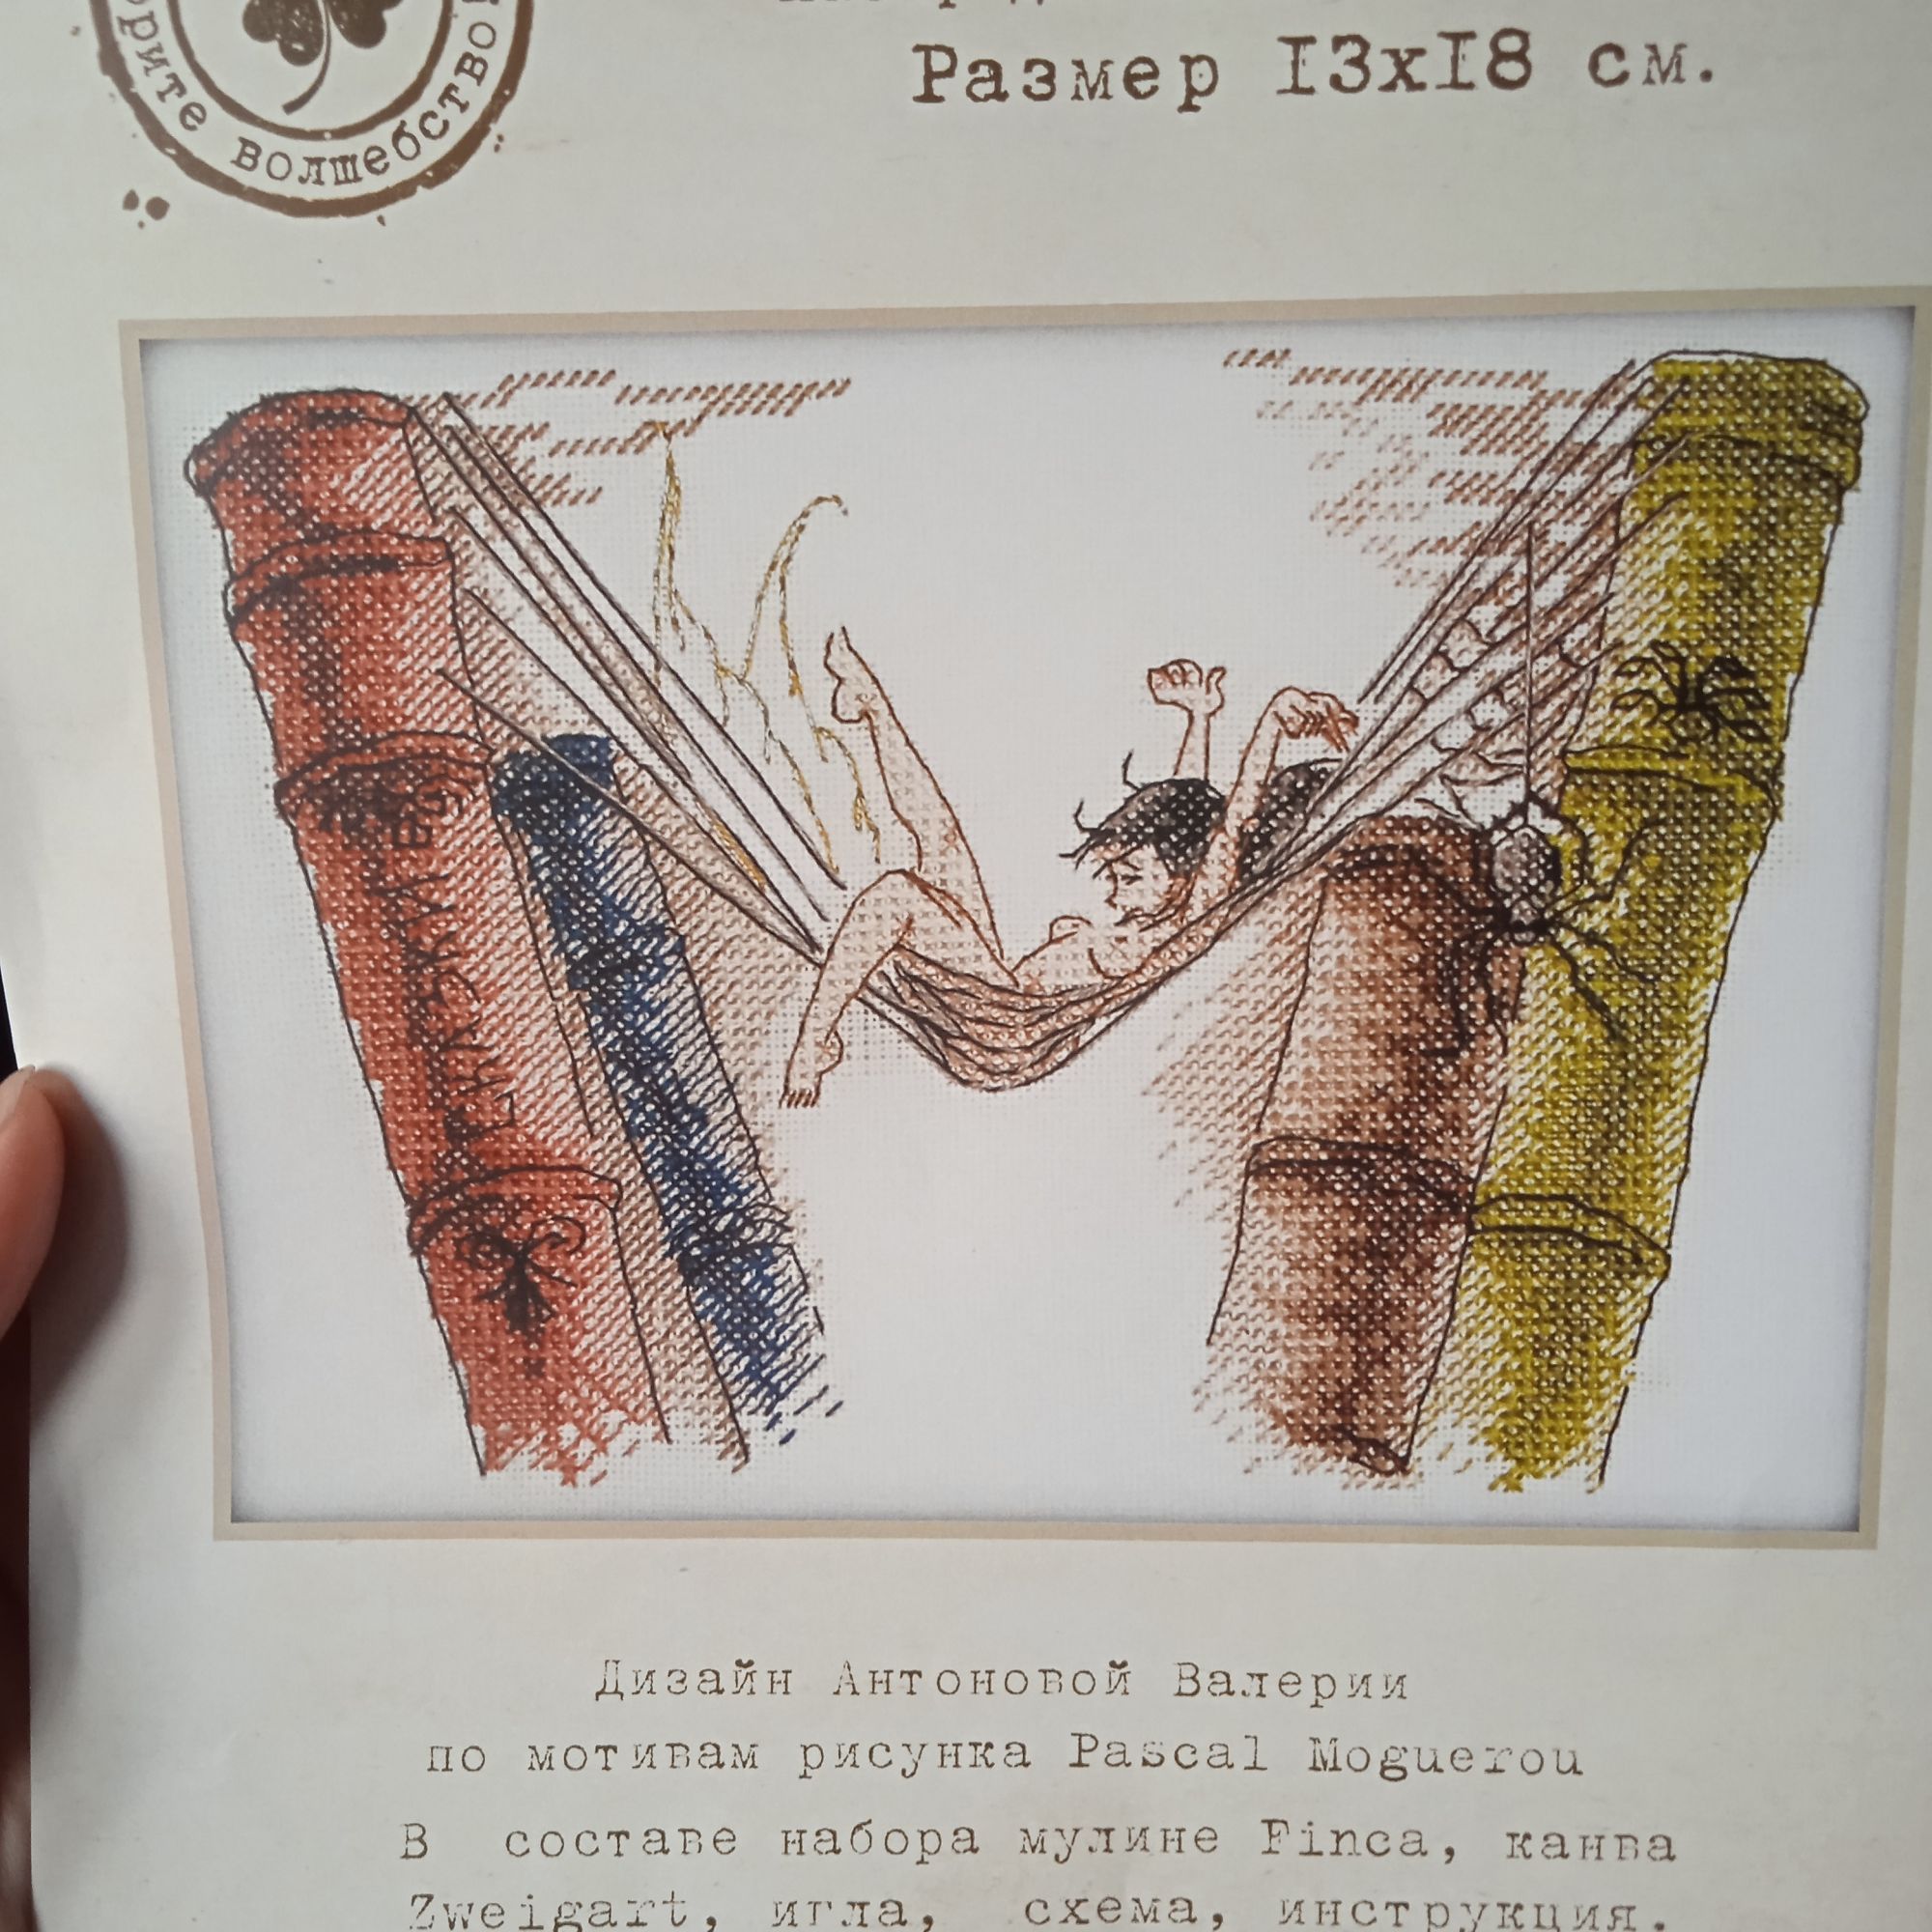 волшебство
Размер 13х18 см.
Дизайн Антоновой Валерии
по мотивам рисунка Pascal Moguerou
В составе набора мулине Finca, канва
Zweigart, игла, схема, инструкция.